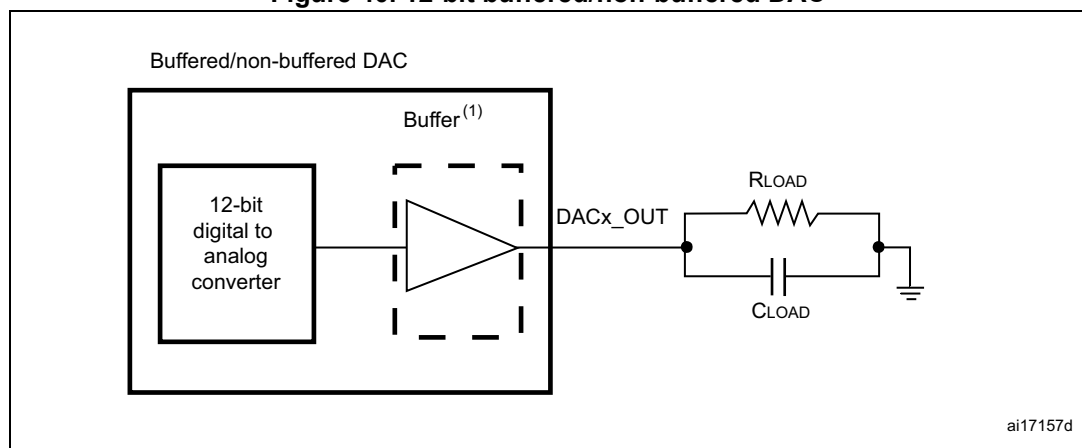 Figure 12-bit buffered/non-buffered DAC
Buffered/non-buffered DAC
Buffer(1)
12-bit
digital to
analog
converter
DACx_OUT
RLOAD
CLOAD
ai17157d